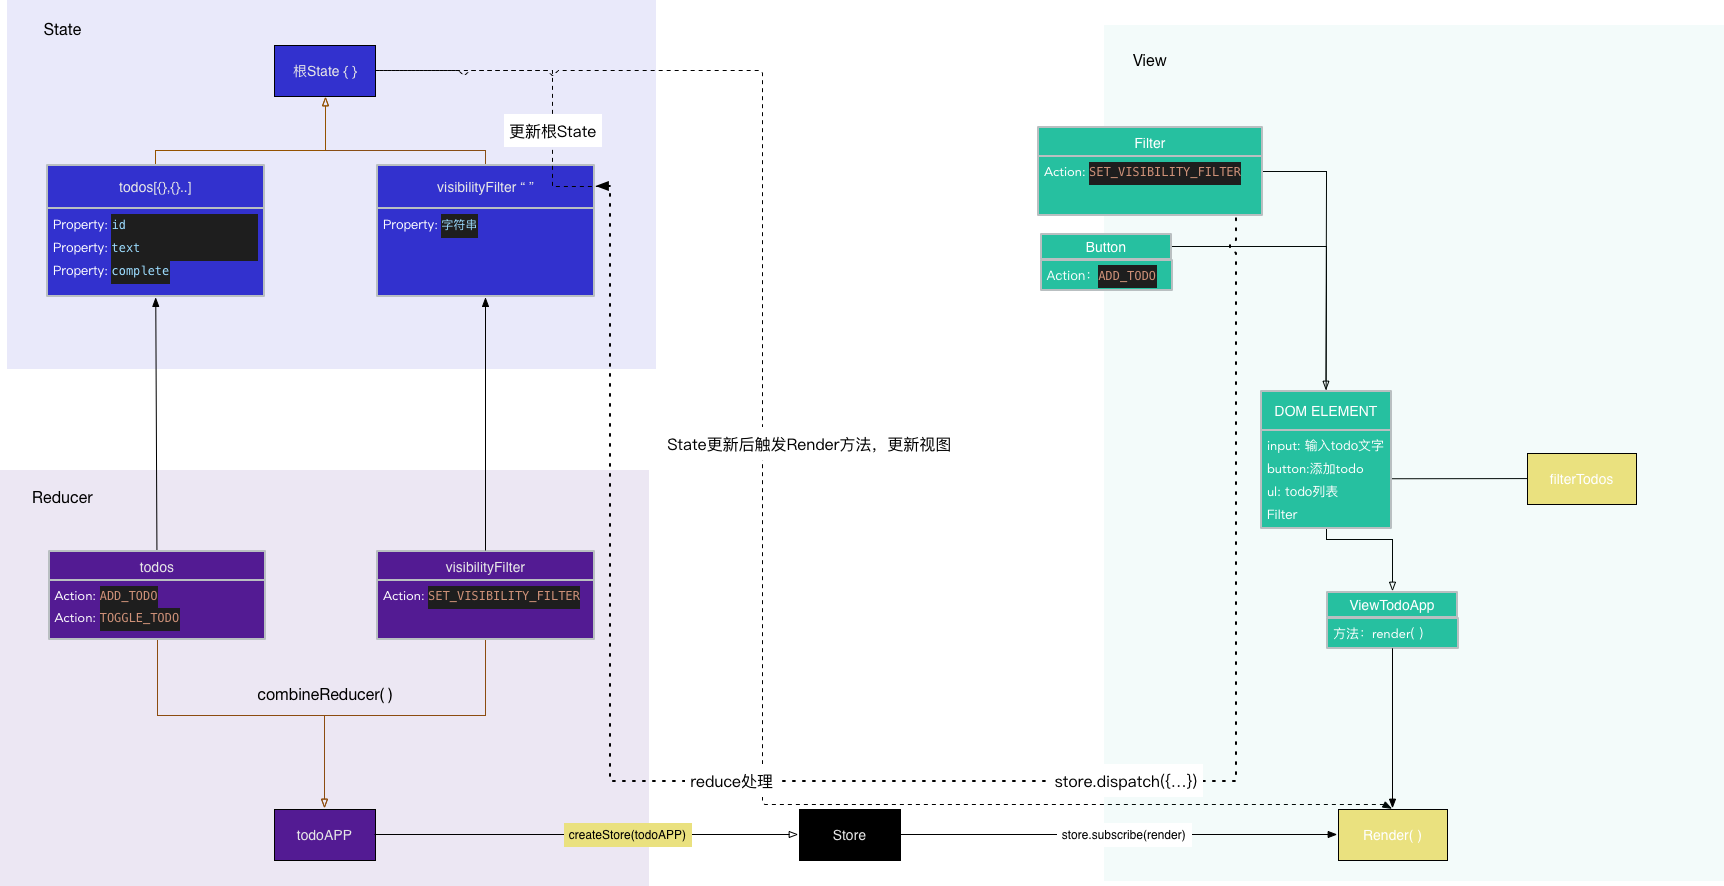 State
根State { }
更新根State
todos[{},{}..]
Property: id
Property: text
Property: complete
visibilityFilter “ ”
Property: 字符串
View
Filter
Action: SET_VISIBILITY_FILTER
Button
Action： ADD_TODO
DOM ELEMENT
input: 输入todo文字
button:添加todo
ul: todo列表
Filter
filterTodos
State更新后触发Render方法，更新视图
ViewTodoApp
方法：render( )
Reducer
todos
Action: ADD_TODO
Action: TOGGLE_TODO
visibilityFilter
Action: SET_VISIBILITY_FILTER
combineReducer( )
reduce处理
store.dispatch({...})
todoAPP
createStore(todoAPP)
Store
store.subscribe(render)
Render( )